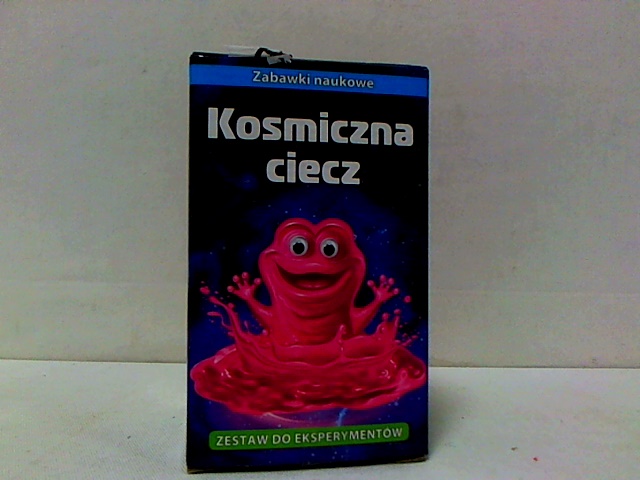 Zabawki naukowe
Kosmiczna
ciecz
ZESTAW DO EKSPERYMENTÓW